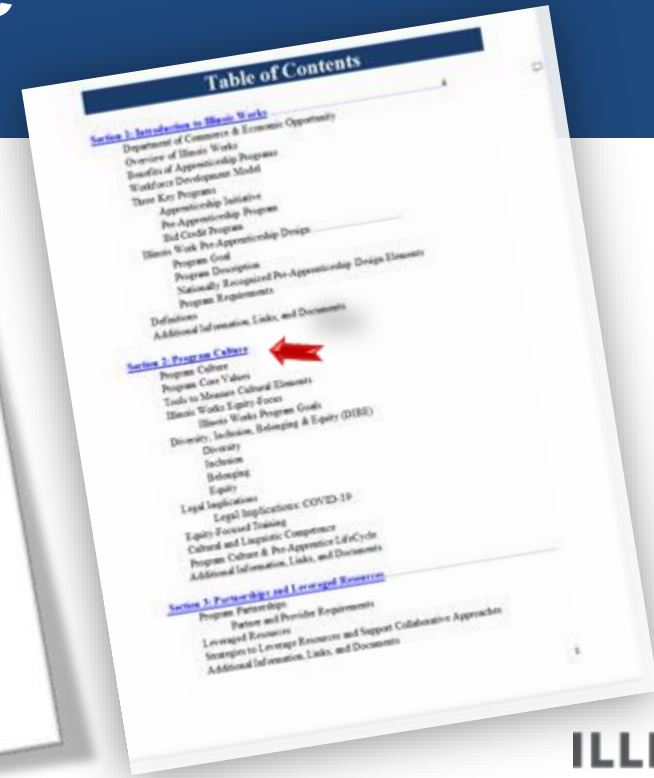 Table of Contents
Section 1: Introduction to Illinois Works 4
Department of Commerce & Economic Opportunity
Overview of Illinois Works
Benefits of Apprenticeship Programs
Workforce Development Model
Three Key Programs
Apprenticeship Initiative
Pre-Apprenticeship Program
Bid Credit Program
Illinois Work Pre-Apprenticeship Design
Program Goal
Program Description
Nationally Recognized Pre-Apprenticeship Design Elements
Program Requirements
Definitions
Additional Information, Links, and Documents
Section 2: Program Culture
Program Culture
Program Core Values
Tools to Measure Cultural Elements
Illinois Works Equity-Focus
Illinois Works Program Goals
Diversity, Inclusion, Belonging & Equity (DIBE)
Diversity
Inclusion
Belonging
Equity
Legal Implications
Legal Implications: COVID-19
Equity-Focused Training
Cultural and Linguistic Competence
Program Culture & Pre-Apprentice LifeCycle
Additional Information, Links, and Documents
Section 3: Partnerships and Leveraged Resources
Program Partnerships
Partner and Provider Requirements
Leveraged Resources
Strategies to Leverage Resources and Support Collaborative Approaches
Additional Information, Links, and Documents
ILLI